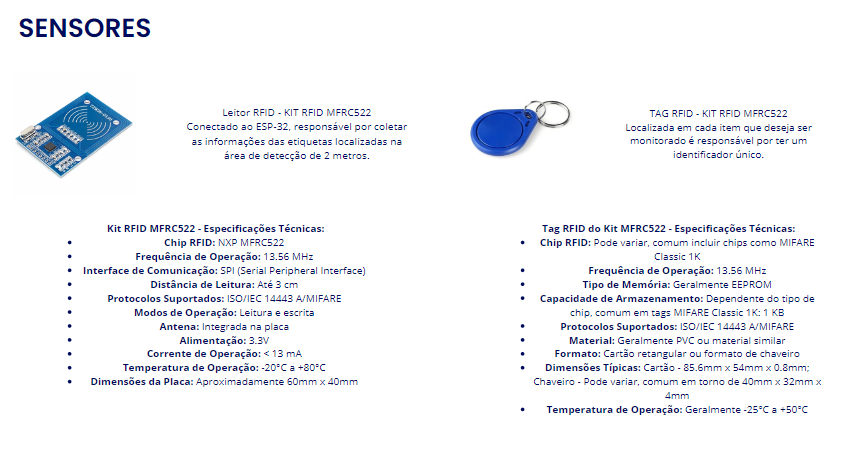 SENSORES
Leitor RFID - KIT RFID MFRC522
Conectado ao ESP-32, responsável por coletar
as informações das etiquetas localizadas na
área de detecção de 2 metros.
TAG RFID - KIT RFID MFRC522
Localizada em cada item que deseja ser
monitorado é responsável por ter um
identificador único.
Kit RFID MFRC522 - Especificações Técnicas:
• Chip RFID: NXP MFRC522
• Frequência de Operação: 13.56 MHz
• Interface de Comunicação: SPI (Serial Peripheral Interface)
• Distância de Leitura: Até 3 cm
• Protocolos Suportados: ISO/IEC 14443 A/MIFARE
• Modos de Operação: Leitura e escrita
• Antena: Integrada na placa
• Alimentação: 3.3V
• Corrente de Operação: < 13 mA
• Temperatura de Operação: -20°C a +80°C
• Dimensões da Placa: Aproximadamente 60mm x 40mm
Tag RFID do Kit MFRC522 - Especificações Técnicas:
• Chip RFID: Pode variar, comum incluir chips como MIFARE
Classic 1K
• Frequência de Operação: 13.56 MHz
• Tipo de Memória: Geralmente EEPROM
• Capacidade de Armazenamento: Dependente do tipo de
chip, comum em tags MIFARE Classic 1K: 1 KB
• Protocolos Suportados: ISO/IEC 14443 A/MIFARE
• Material: Geralmente PVC ou material similar
• Formato: Cartão retangular ou formato de chaveiro
• Dimensões Típicas: Cartão - 85.6mm x 54mm x 0.8mm;
Chaveiro - Pode variar, comum em torno de 40mm x 32mm x
4mm
• Temperatura de Operação: Geralmente -25°C a +50°C